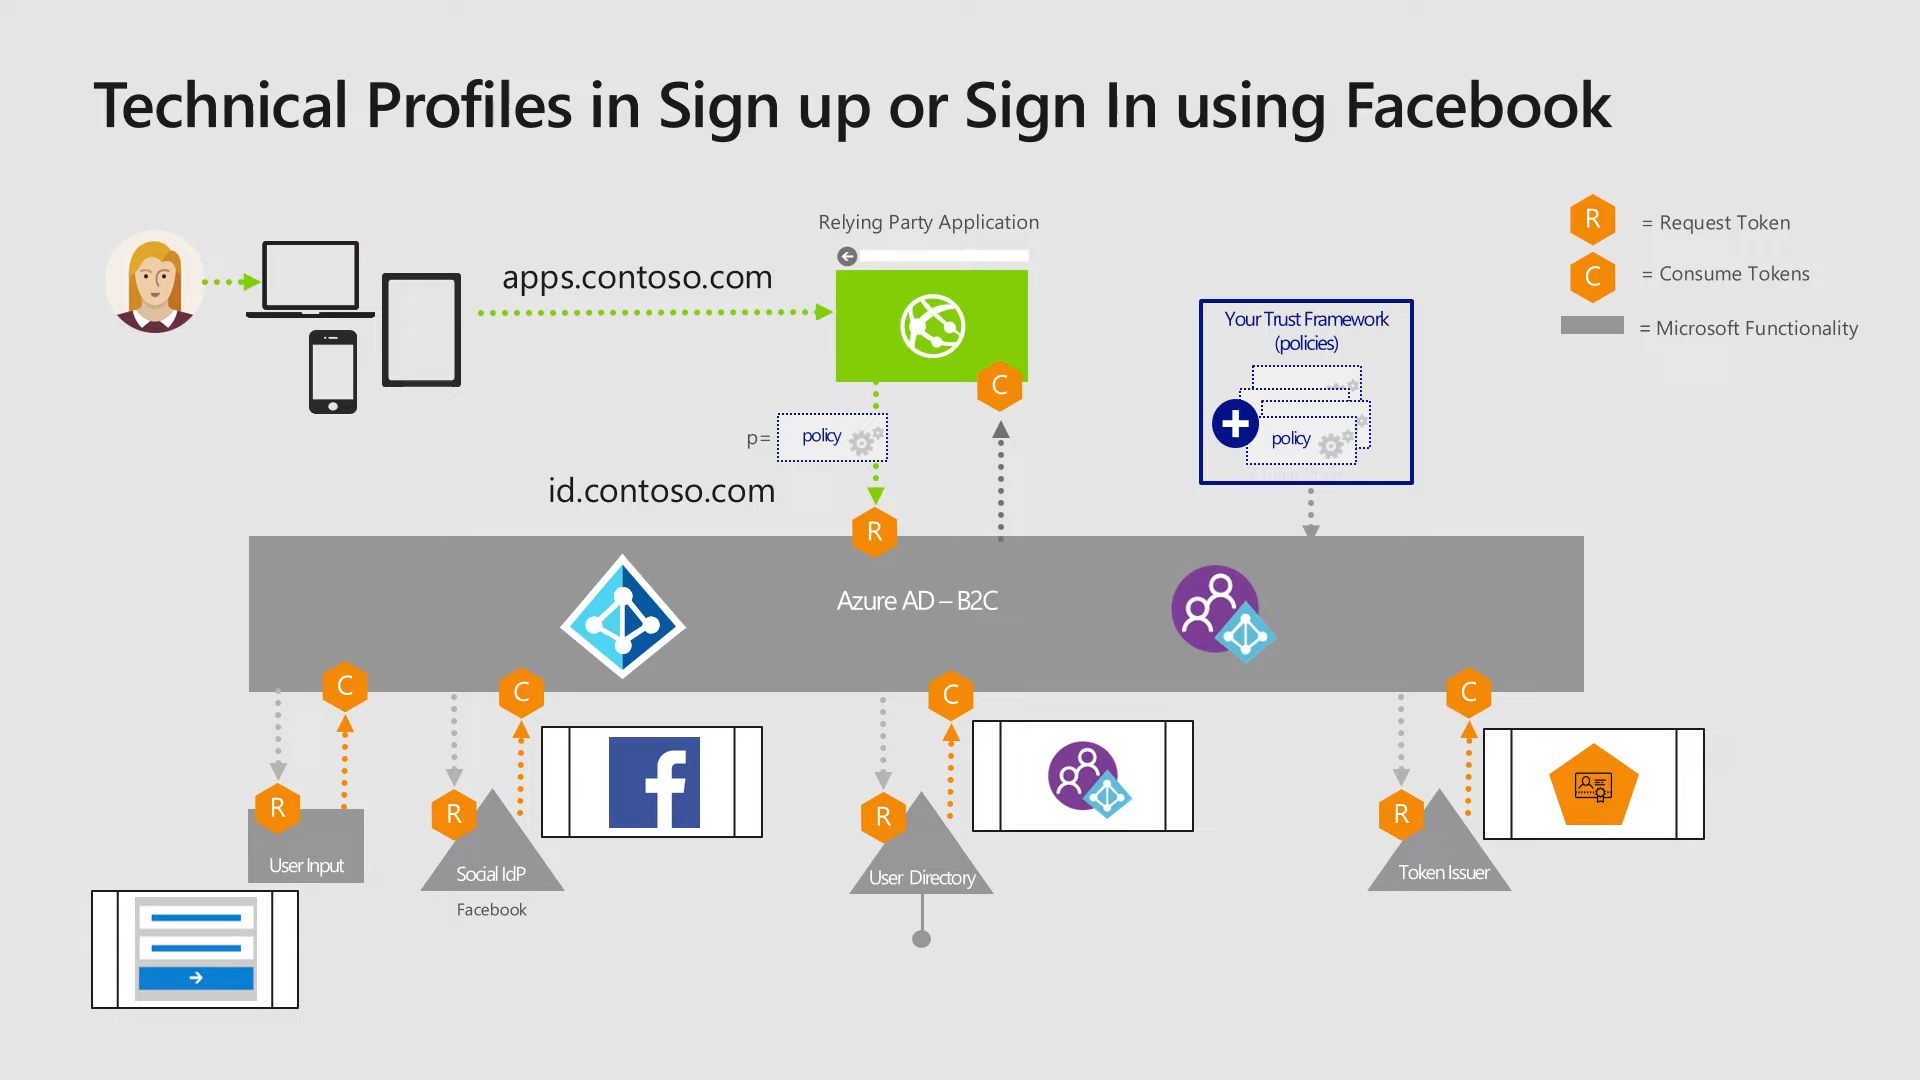 Technical Profiles in Sign up or Sign In using Facebook
R = Request Token
C = Consume Tokens
= Microsoft Functionality
Relying Party Application
apps.contoso.com
C
Your Trust Framework
(policies)
policy
p= policy
id.contoso.com
R
Azure AD – B2C
C
C
C
C
R
User Input
R
Social IdP
Facebook
f
R
User Directory
R
Token Issuer